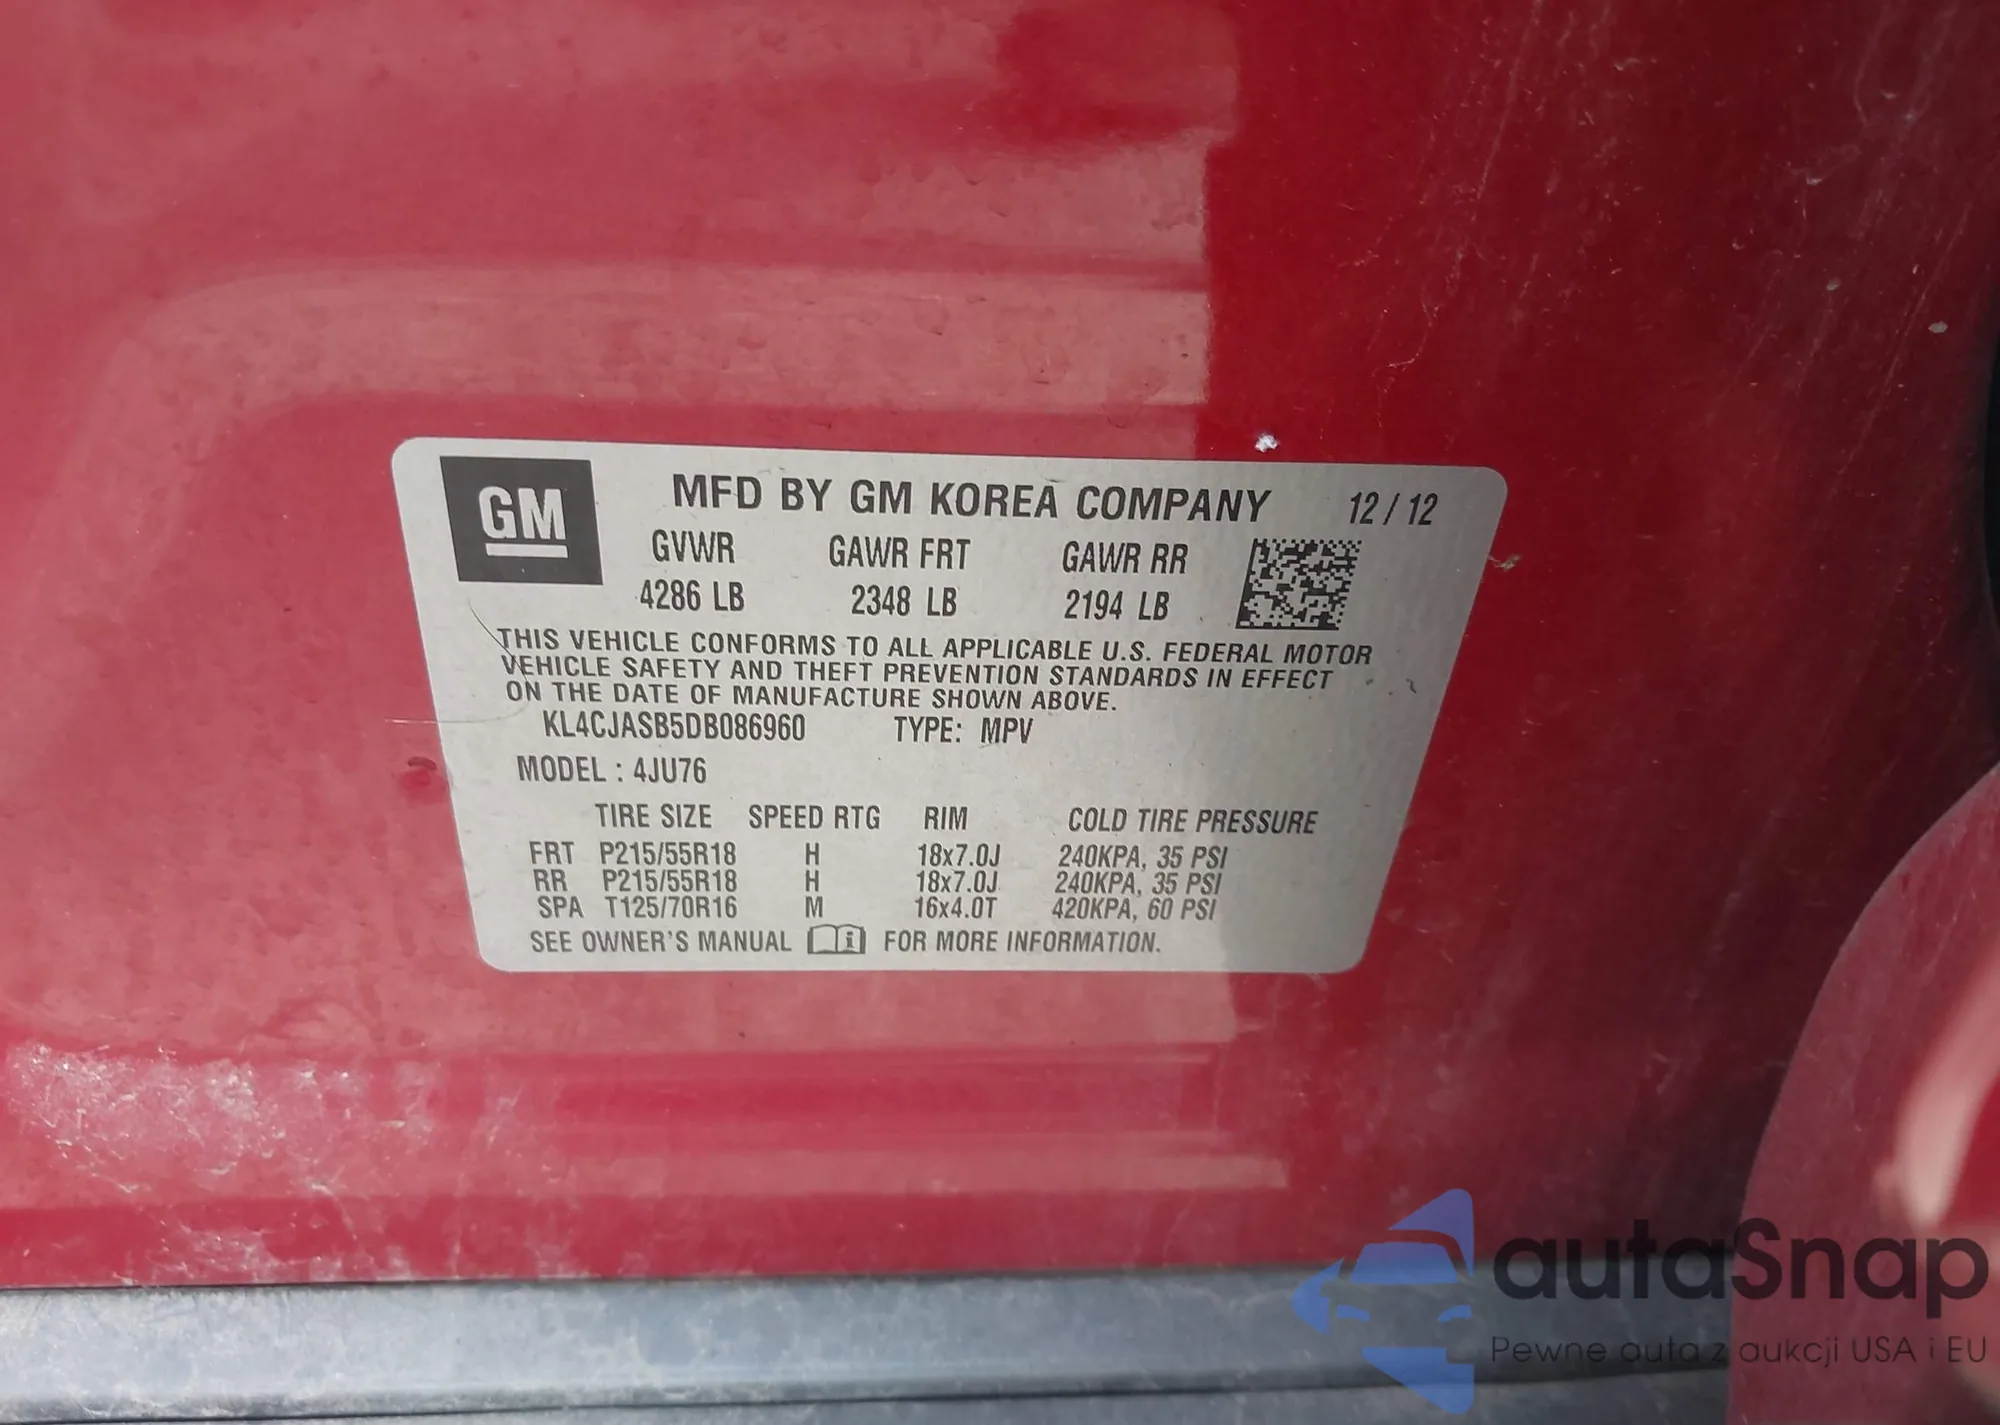 GM
MFD BY GM KOREA COMPANY 12/12
GVWR GAWR FRT GAWR RR
4286 LB 2348 LB 2194 LB
THIS VEHICLE CONFORMS TO ALL APPLICABLE U.S. FEDERAL MOTOR
VEHICLE SAFETY AND THEFT PREVENTION STANDARDS IN EFFECT
ON THE DATE OF MANUFACTURE SHOWN ABOVE.
KL4CJASB5DB086960 TYPE: MPV
MODEL : 4JU76
TIRE SIZE SPEED RTG RIM COLD TIRE PRESSURE
FRT P215/55R18 H 18x7.0J 240KPA, 35 PSI
RR P215/55R18 H 18x7.0J 240KPA, 35 PSI
SPA T125/70R16 M 16x4.0T 420KPA, 60 PSI
SEE OWNER'S MANUAL i FOR MORE INFORMATION.
autaSnap
Pewne auta z aukcji USA i EU